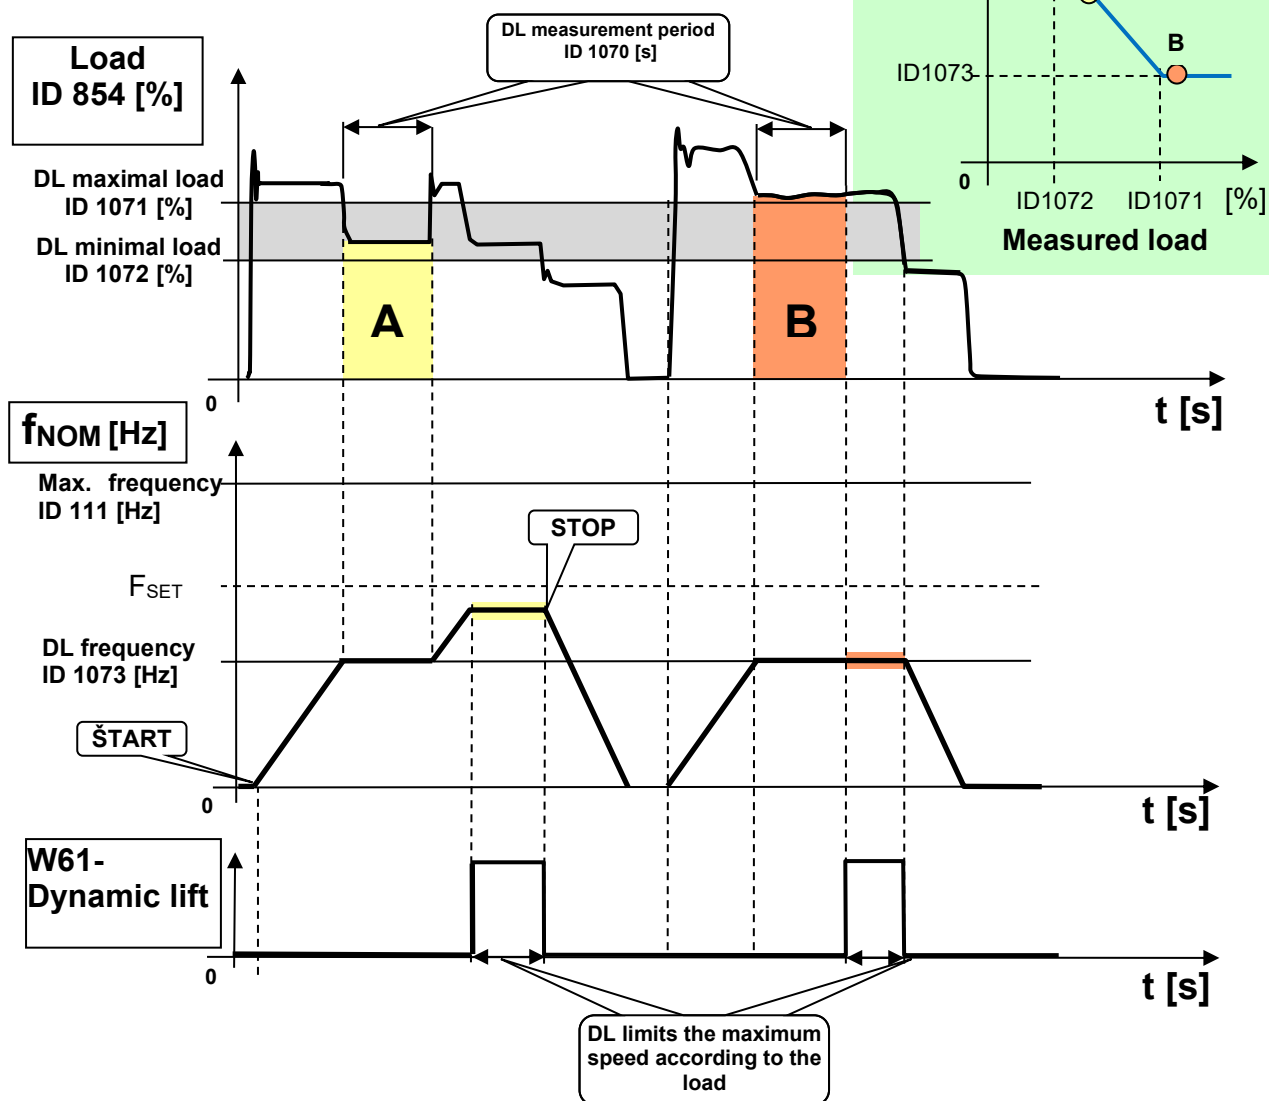 DL measurement period
ID 1070 [s]
Load
ID 854 [%]
DL maximal load
ID 1071 [%]
DL minimal load
ID 1072 [%]
A
B
0
t [s]
B
ID1073
0
ID1072
ID1071
[%]
Measured load
fNOM [Hz]
Max. frequency
ID 111 [Hz]
STOP
FSET
DL frequency
ID 1073 [Hz]
ŠTART
0
t [s]
W61-
Dynamic lift
0
t [s]
DL limits the maximum
speed according to the
load